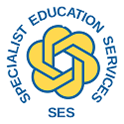 SPECIALIST EDUCATION SERVICES
SES